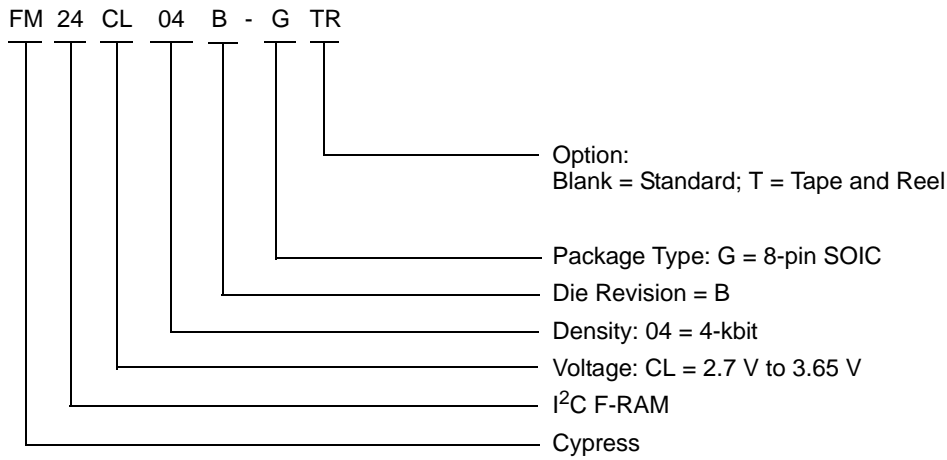 FM 24 CL 04 B - G TR
Option:
Blank = Standard; T = Tape and Reel
Package Type: G = 8-pin SOIC
Die Revision = B
Density: 04 = 4-kbit
Voltage: CL = 2.7 V to 3.65 V
I²C F-RAM
Cypress